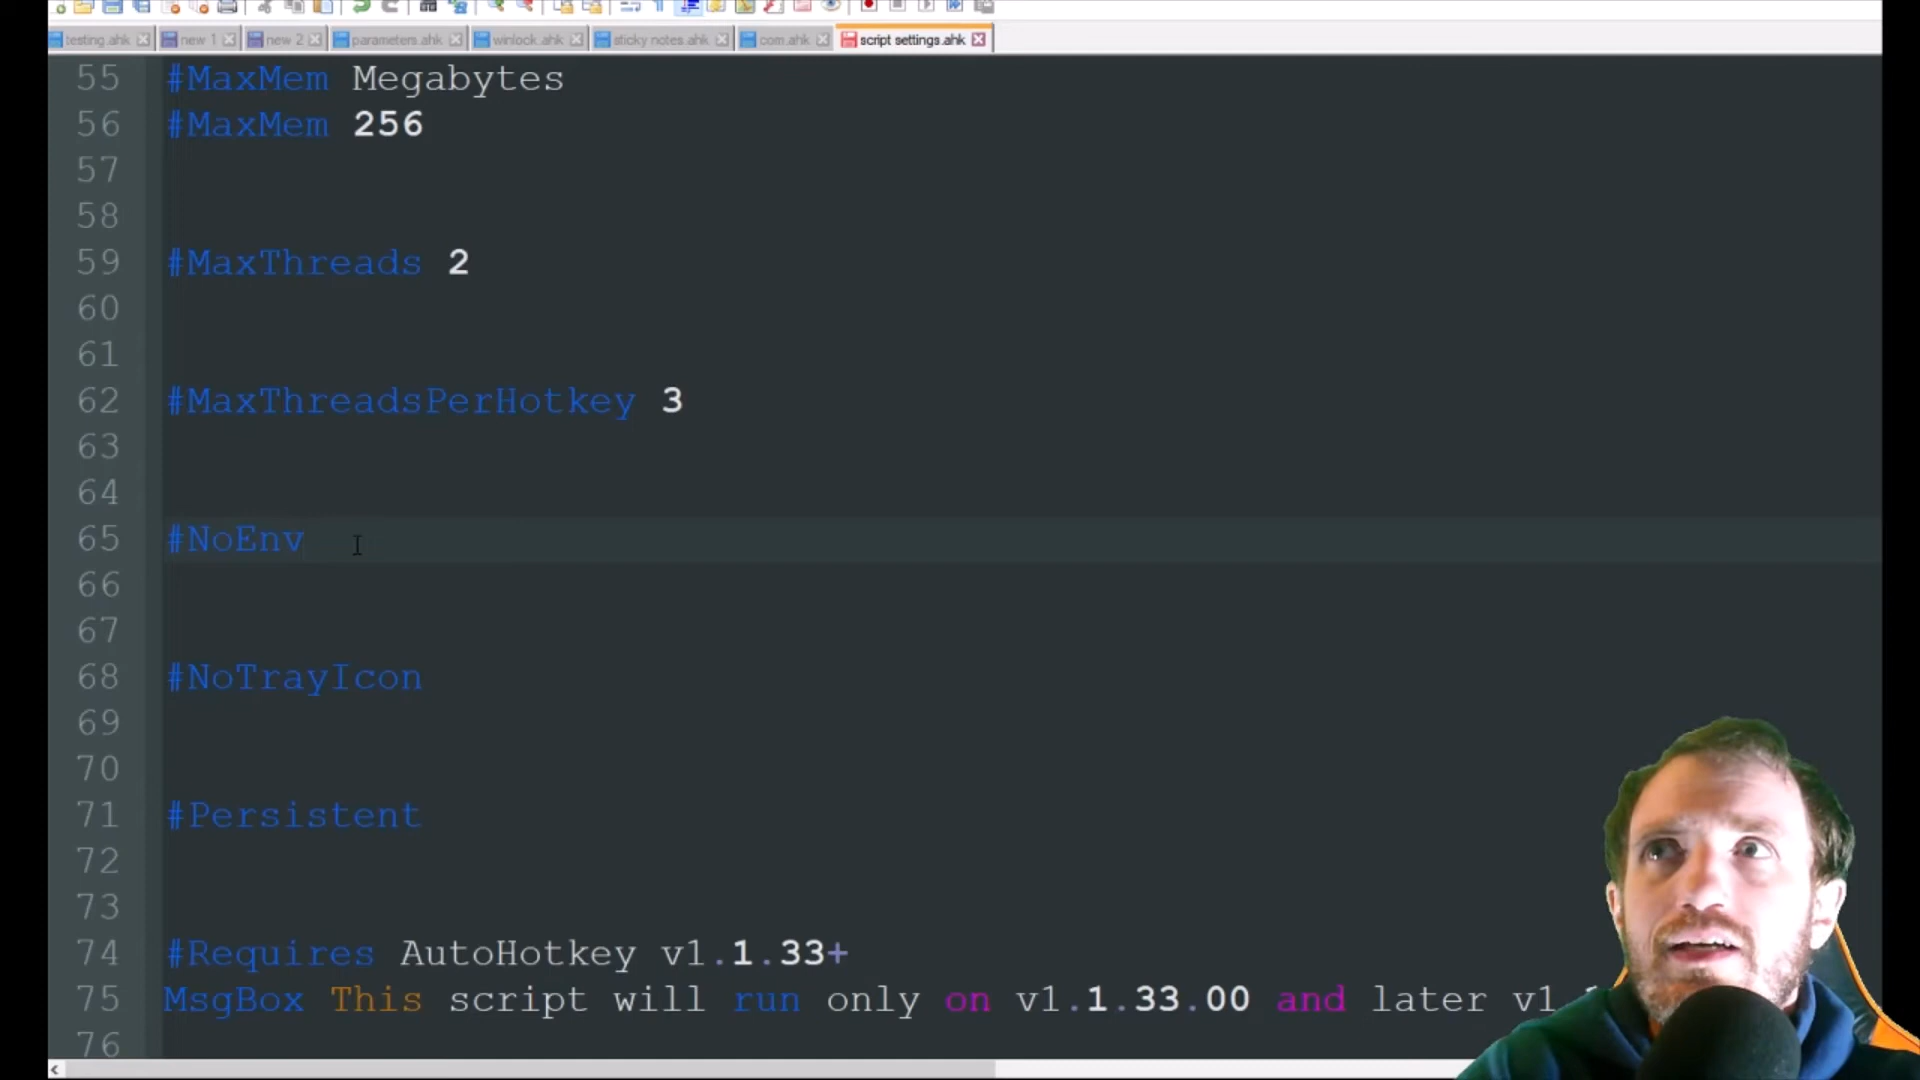 testing.ahk new 1 new 2 parameters.ahk winlock.ahk sticky notes.ahk com.ahk script settings.ahk
55 #MaxMem Megabytes
56 #MaxMem 256
57
58
59 #MaxThreads 2
60
61
62 #MaxThreadsPerHotkey 3
63
64
65 #NoEnv
66
67
68 #NoTrayIcon
69
70
71 #Persistent
72
73
74 #Requires AutoHotkey v1.1.33+
75 MsgBox This script will run only on v1.1.33.00 and later v1.
76